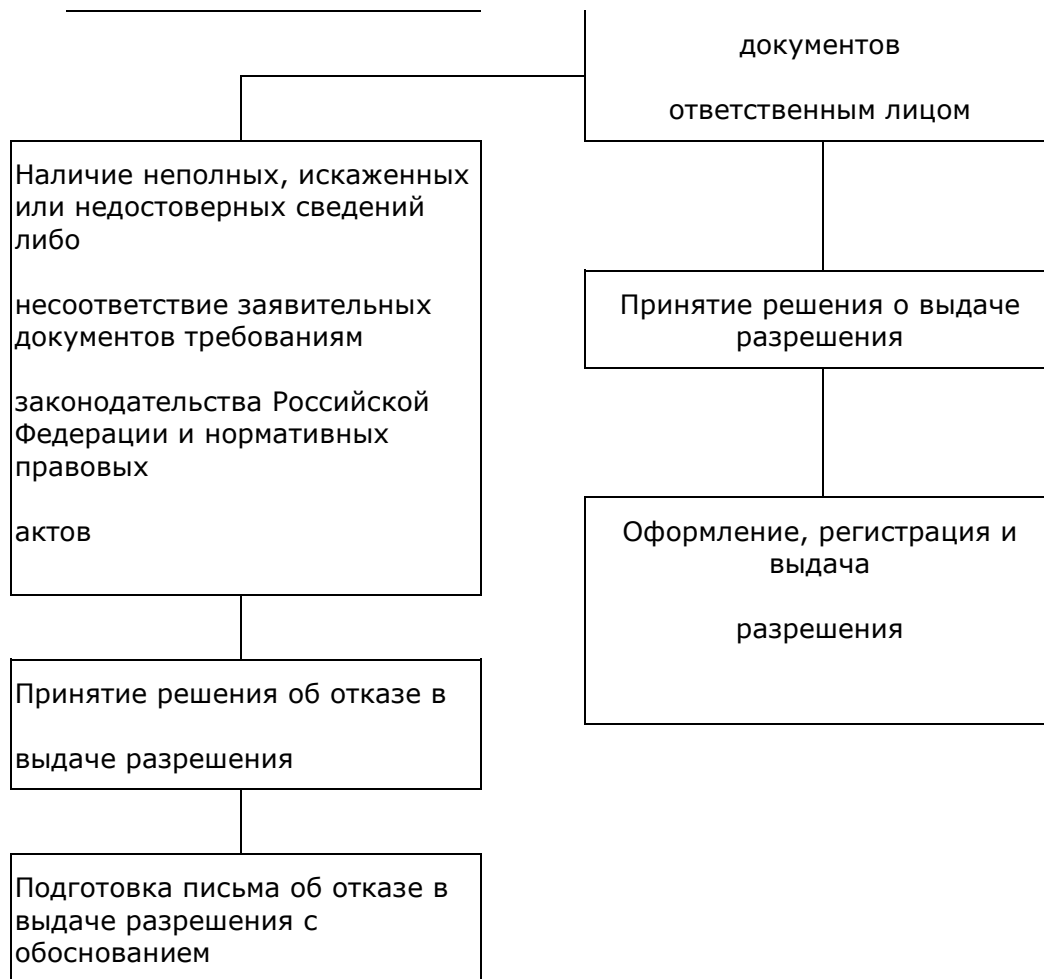 документов
ответственным лицом
Наличие неполных, искаженных
или недостоверных сведений
либо
несоответствие заявительных
документов требованиям
законодательства Российской
Федерации и нормативных
правовых
актов
Принятие решения о выдаче
разрешения
Оформление, регистрация и
выдача
разрешения
Принятие решения об отказе в
выдаче разрешения
Подготовка письма об отказе в
выдаче разрешения с
обоснованием